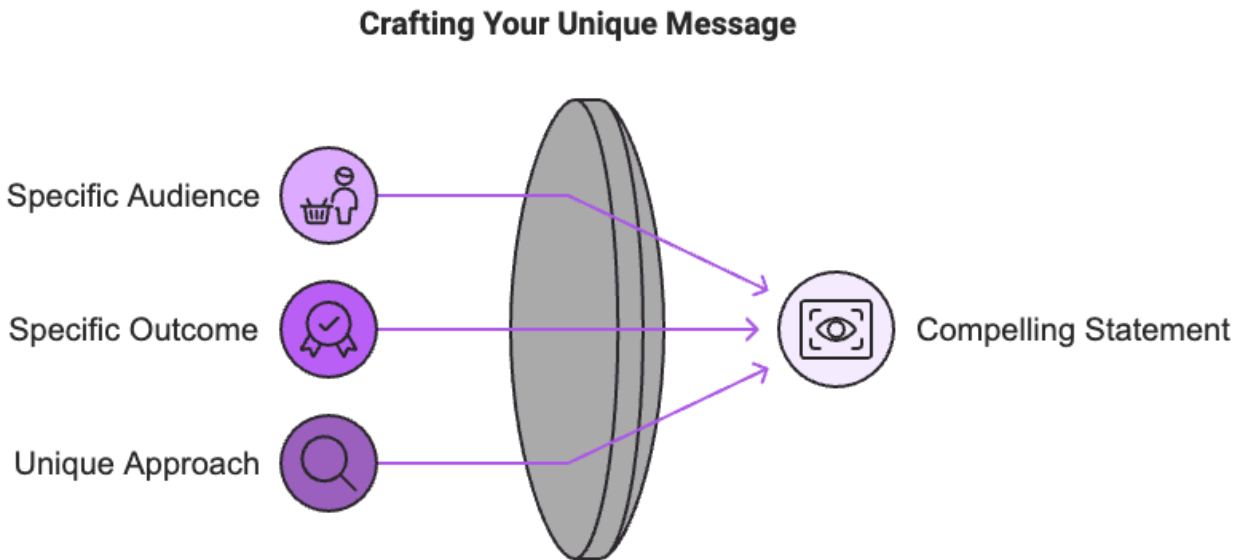 Crafting Your Unique Message
Specific Audience
Specific Outcome
Compelling Statement
Unique Approach